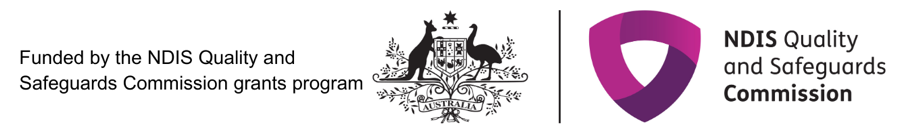 Funded by the NDIS Quality and
Safeguards Commission grants program
AUSTRALIA
NDIS Quality
and Safeguards
Commission